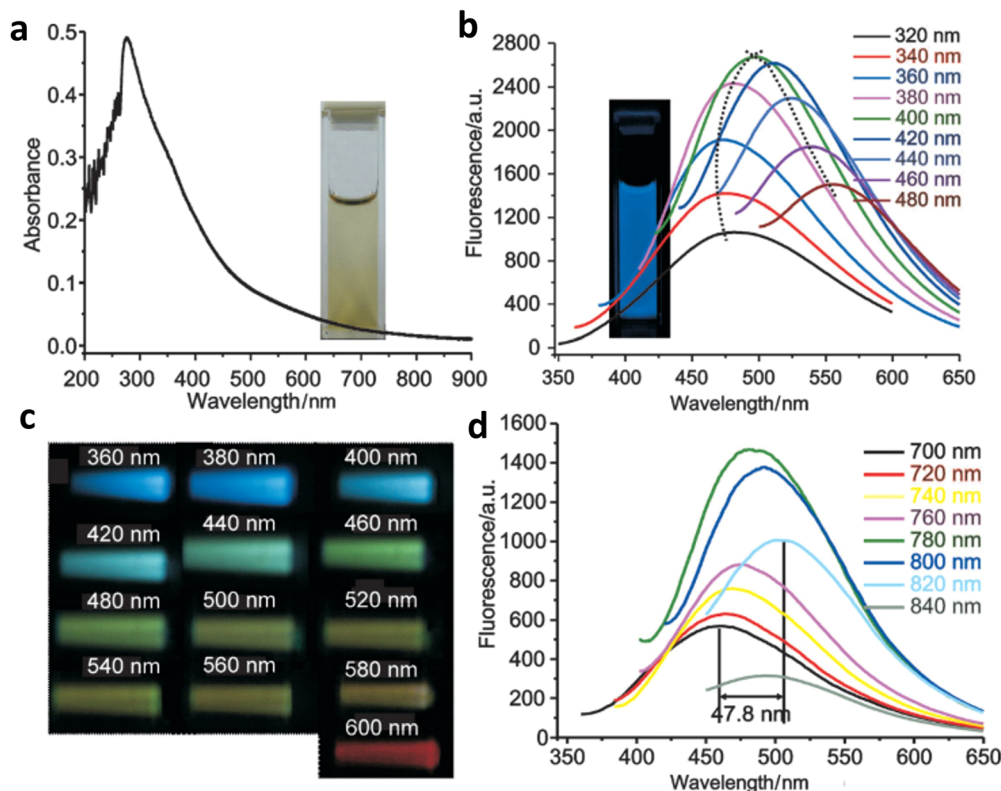 a
Absorbance
0.5
0.4
0.3
0.2
0.1
0.0
200 300 400 500 600 700 800 900
Wavelength/nm
b
Fluorescence/a.u.
2800
2400
2000
1600
1200
800
400
0
350 400 450 500 550 600 650
Wavelength/nm
320 nm
340 nm
360 nm
380 nm
400 nm
420 nm
440 nm
460 nm
480 nm
c
360 nm 380 nm 400 nm
420 nm 440 nm 460 nm
480 nm 500 nm 520 nm
540 nm 560 nm 580 nm
600 nm
d
Fluorescence/a.u.
1600
1400
1200
1000
800
600
400
200
0
350 400 450 500 550 600 650
Wavelength/nm
700 nm
720 nm
740 nm
760 nm
780 nm
800 nm
820 nm
840 nm
47.8 nm